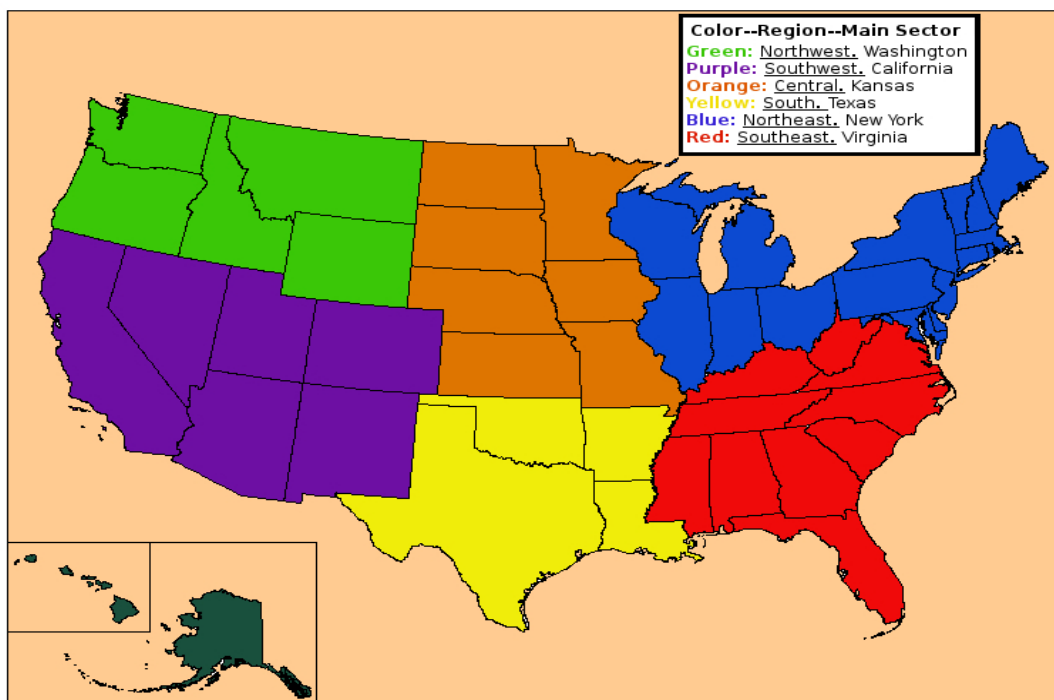 Color--Region--Main Sector
Green: Northwest. Washington
Purple: Southwest. California
Orange: Central. Kansas
Yellow: South. Texas
Blue: Northeast. New York
Red: Southeast. Virginia